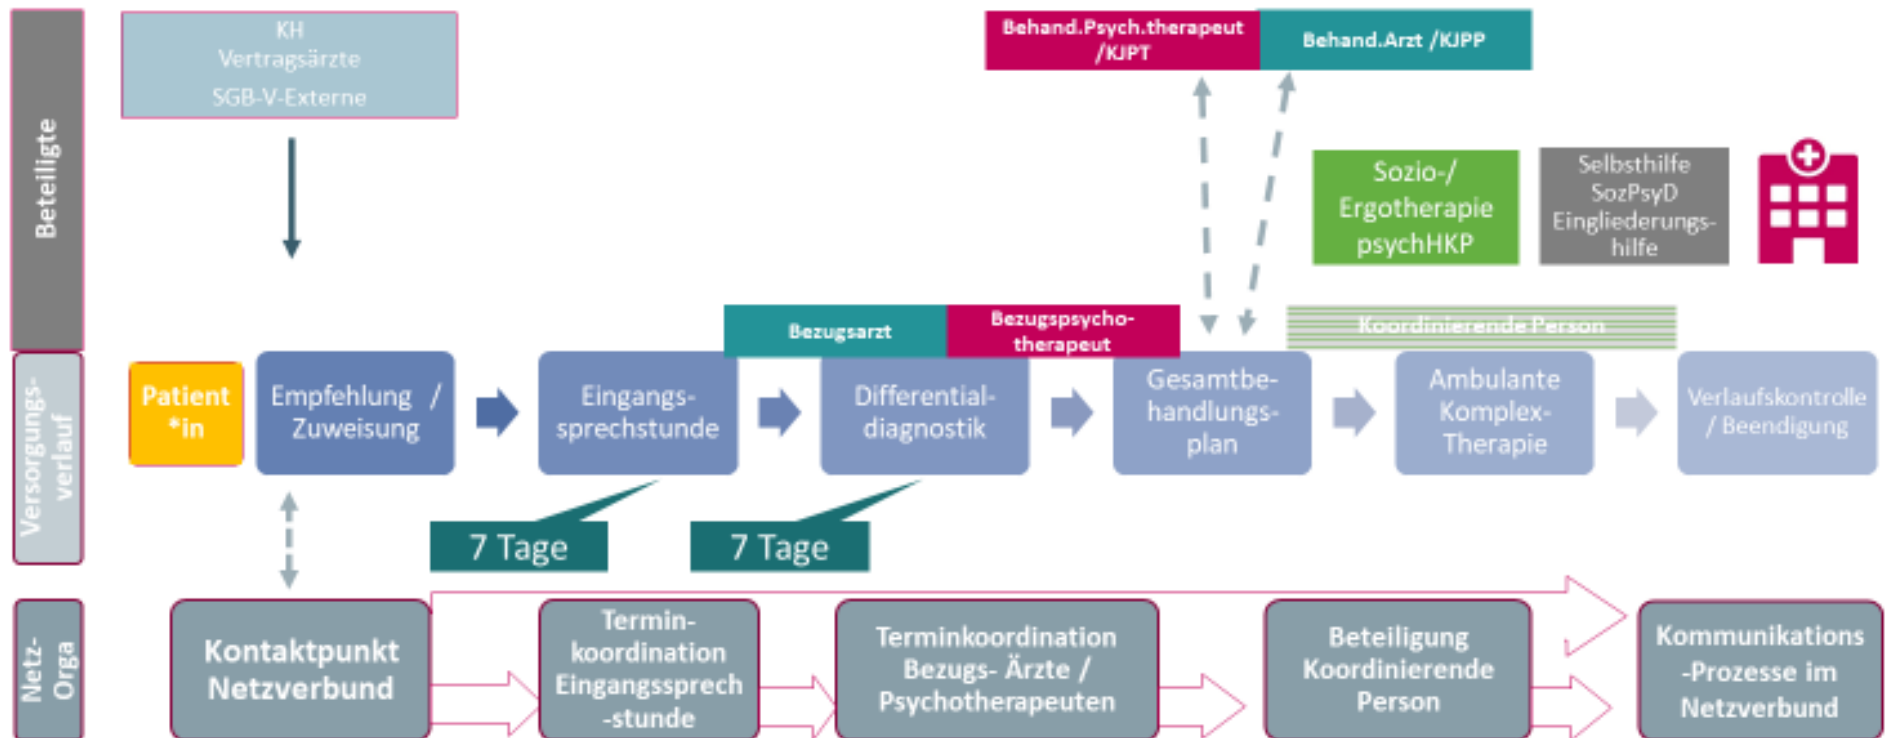 Beteiligte
KH
Vertragsärzte
SGB-V-Externe
Behand.Psych.therapeut
/KJPT
Behand.Arzt /KJPP
Sozio-/
Ergotherapie
psychHKP
Selbsthilfe
SozPsyD
Eingliederungs-
hilfe
Bezugsarzt
Bezugspsycho-
therapeut
Koordinierende Person
Versorgungs-
verlauf
Patient
*in
Empfehlung /
Zuweisung
Eingangs-
sprechstunde
Differential-
diagnostik
Gesamtbe-
handlungs-
plan
Ambulante
Komplex-
Therapie
Verlaufskontrolle
/ Beendigung
7 Tage
7 Tage
Netz-
Orga
Kontaktpunkt
Netzverbund
Termin-
koordination
Eingangssprech
-stunde
Terminkoordination
Bezugs- Ärzte /
Psychotherapeuten
Beteiligung
Koordinierende
Person
Kommunikations
-Prozesse im
Netzverbund